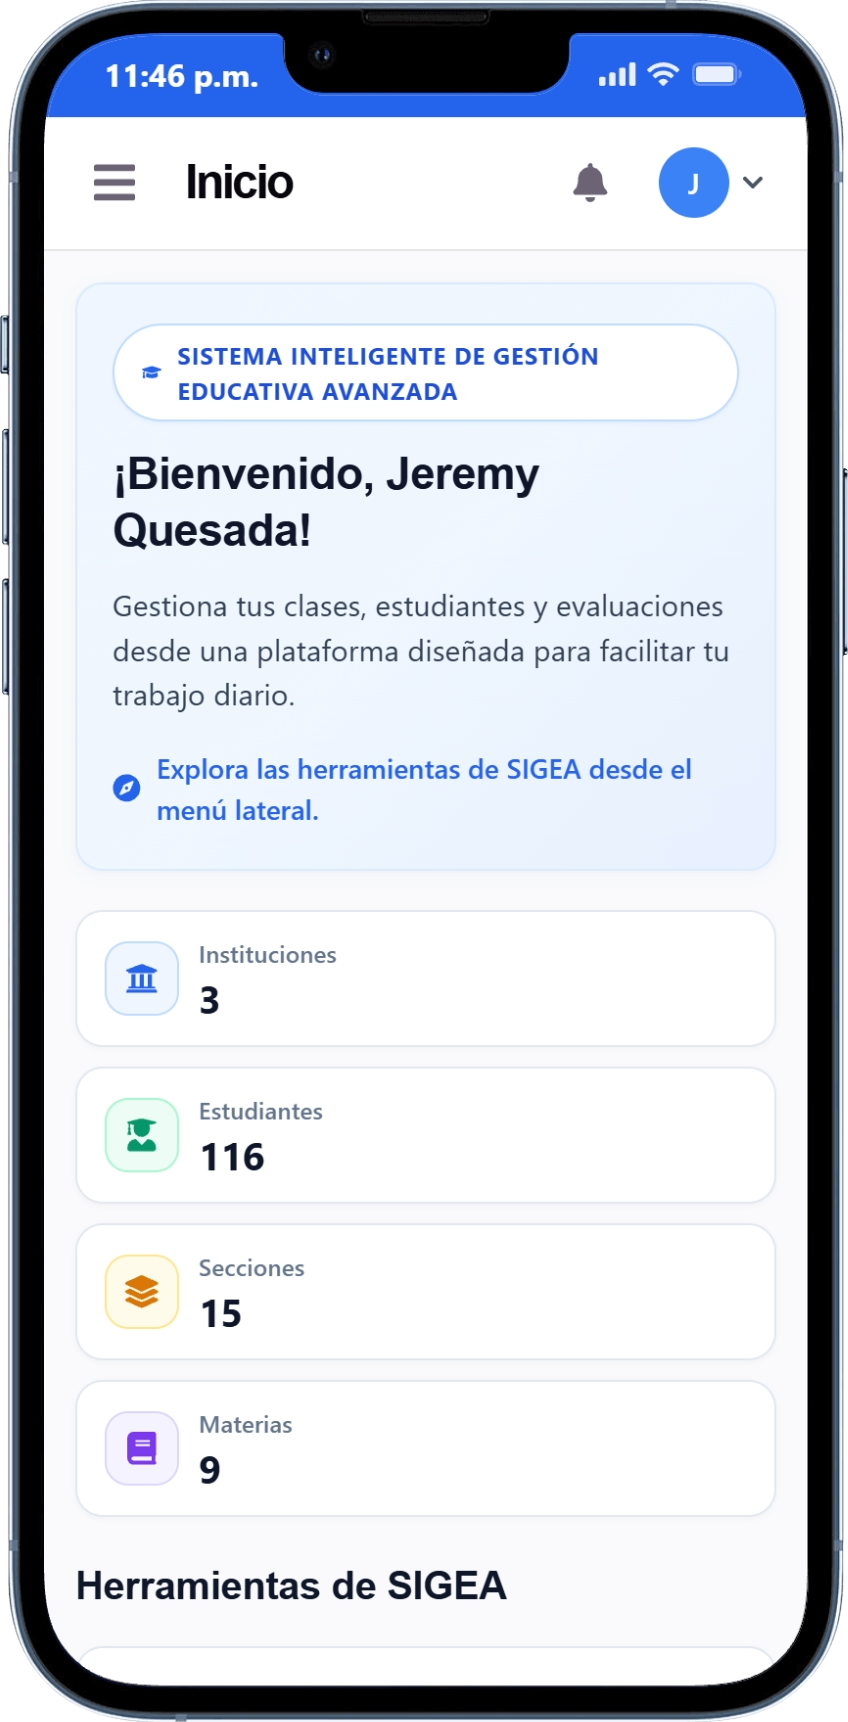 11:46 p.m.
Inicio
J
SISTEMA INTELIGENTE DE GESTIÓN
EDUCATIVA AVANZADA
¡Bienvenido, Jeremy
Quesada!
Gestiona tus clases, estudiantes y evaluaciones
desde una plataforma diseñada para facilitar tu
trabajo diario.
Explora las herramientas de SIGEA desde el
menú lateral.
Instituciones
3
Estudiantes
116
Secciones
15
Materias
9
Herramientas de SIGEA